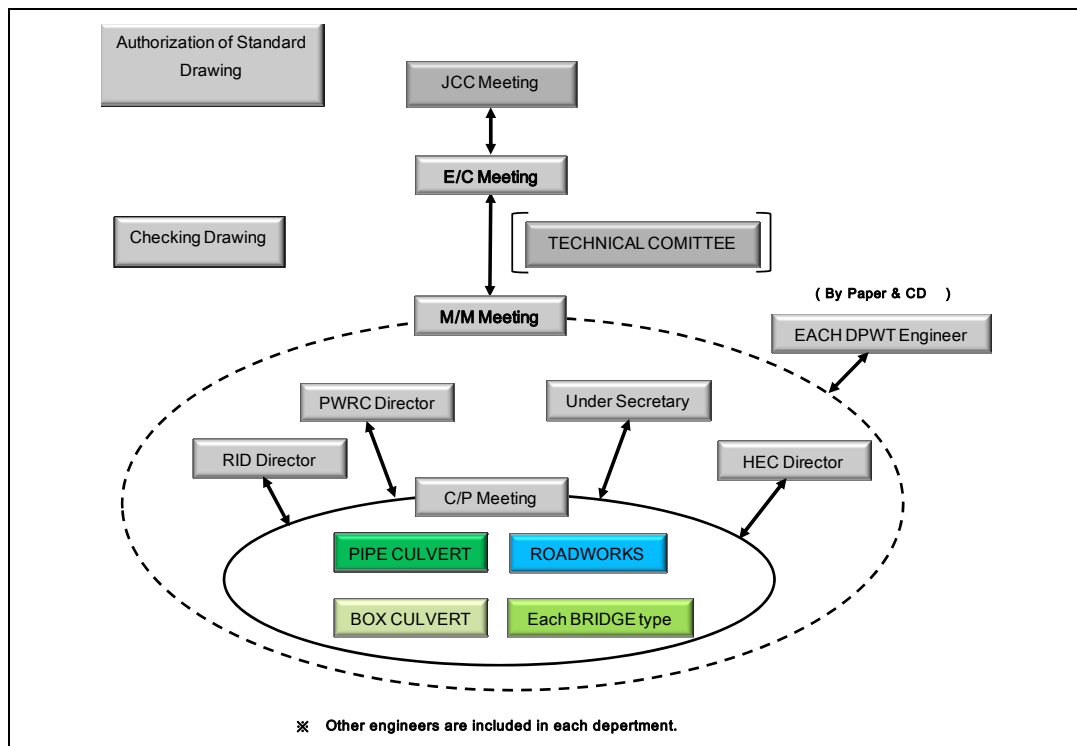 Authorization of Standard
Drawing
JCC Meeting
E/C Meeting
Checking Drawing
TECHNICAL COMITTEE
( By Paper & CD )
M/M Meeting
EACH DPWT Engineer
PWRC Director
Under Secretary
RID Director
HEC Director
C/P Meeting
PIPE CULVERT
ROADWORKS
BOX CULVERT
Each BRIDGE type
※ Other engineers are included in each depertment.